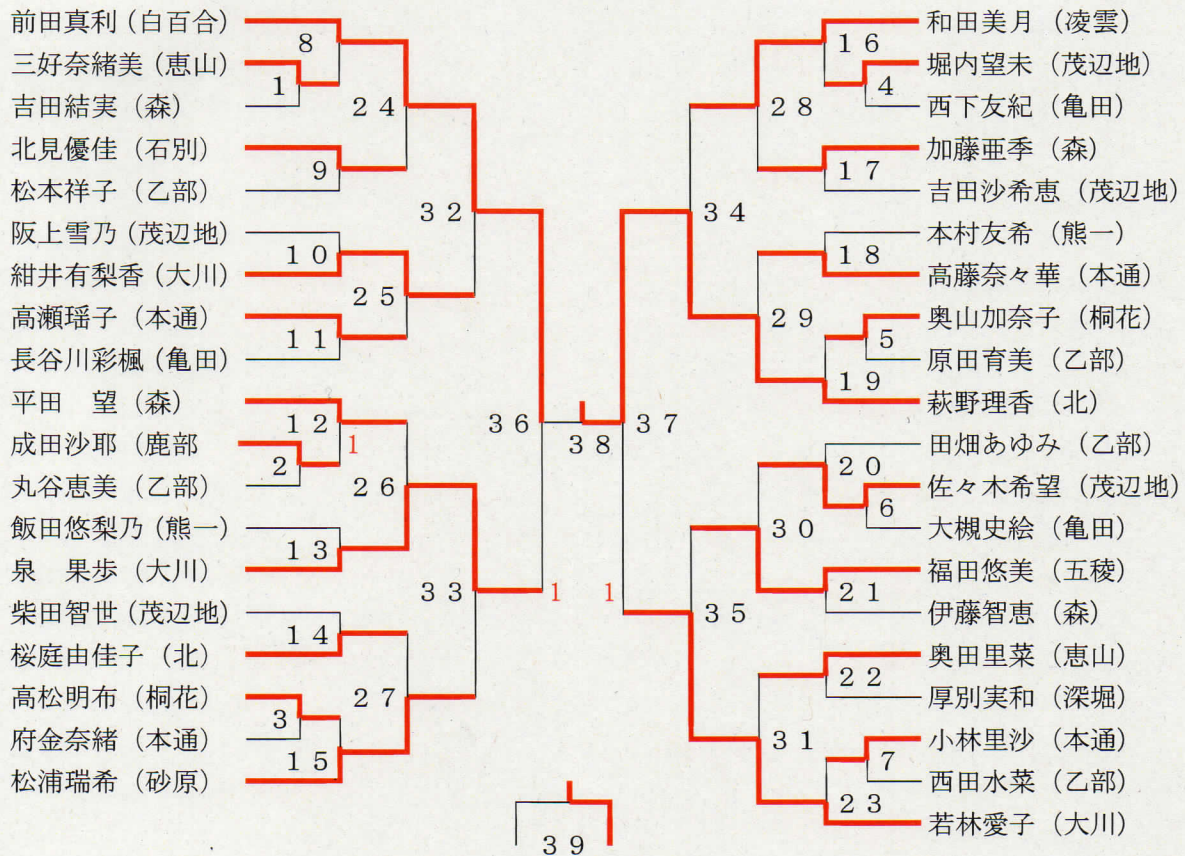 前田真利（白百合）
三好奈緒美（恵山）
吉田結実（森）
北見優佳（石別）
松本祥子（乙部）
阪上雪乃（茂辺地）
紺井有梨香（大川）
高瀬瑶子（本通）
長谷川彩楓（亀田）
平田　望（森）
成田沙耶（鹿部
丸谷恵美（乙部）
飯田悠梨乃（熊一）
泉　果歩（大川）
柴田智世（茂辺地）
桜庭由佳子（北）
高松明布（桐花）
府金奈緒（本通）
松浦瑞希（砂原）
8
1
24
9
32
10
25
11
12
1
2
26
13
33
14
27
3
15
36
1
38
37
1
39
16
4
28
17
34
18
29
5
19
20
6
30
21
35
22
31
7
23
和田美月（凌雲）
堀内望未（茂辺地）
西下友紀（亀田）
加藤亜季（森）
吉田沙希恵（茂辺地）
本村友希（熊一）
高藤奈々華（本通）
奥山加奈子（桐花）
原田育美（乙部）
萩野理香（北）
田畑あゆみ（乙部）
佐々木希望（茂辺地）
大槻史絵（亀田）
福田悠美（五稜）
伊藤智恵（森）
奥田里菜（恵山）
厚別実和（深堀）
小林里沙（本通）
西田水菜（乙部）
若林愛子（大川）